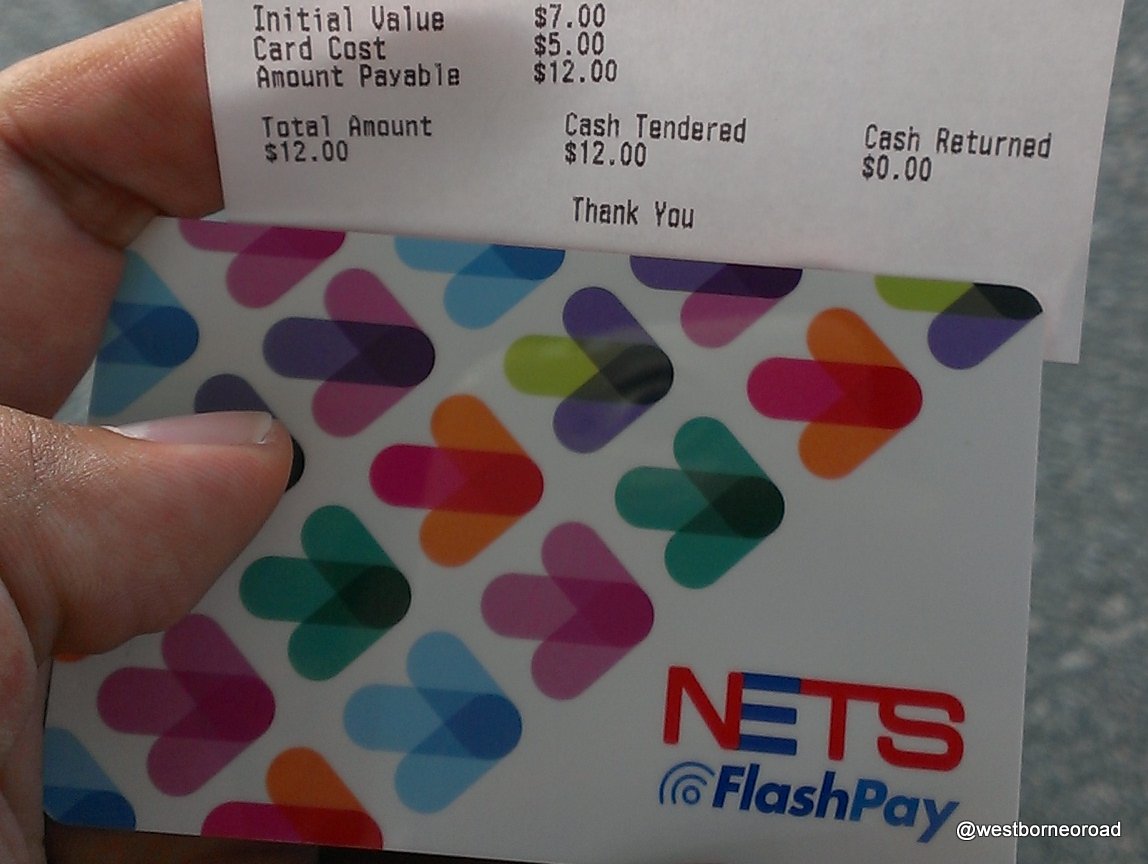 Initial Value $7.00
Card Cost $5.00
Amount Payable $12.00
Total Amount Cash Tendered Cash Returned
$12.00 $12.00 $0.00
Thank You
NETS
FlashPay
@westborneoroad